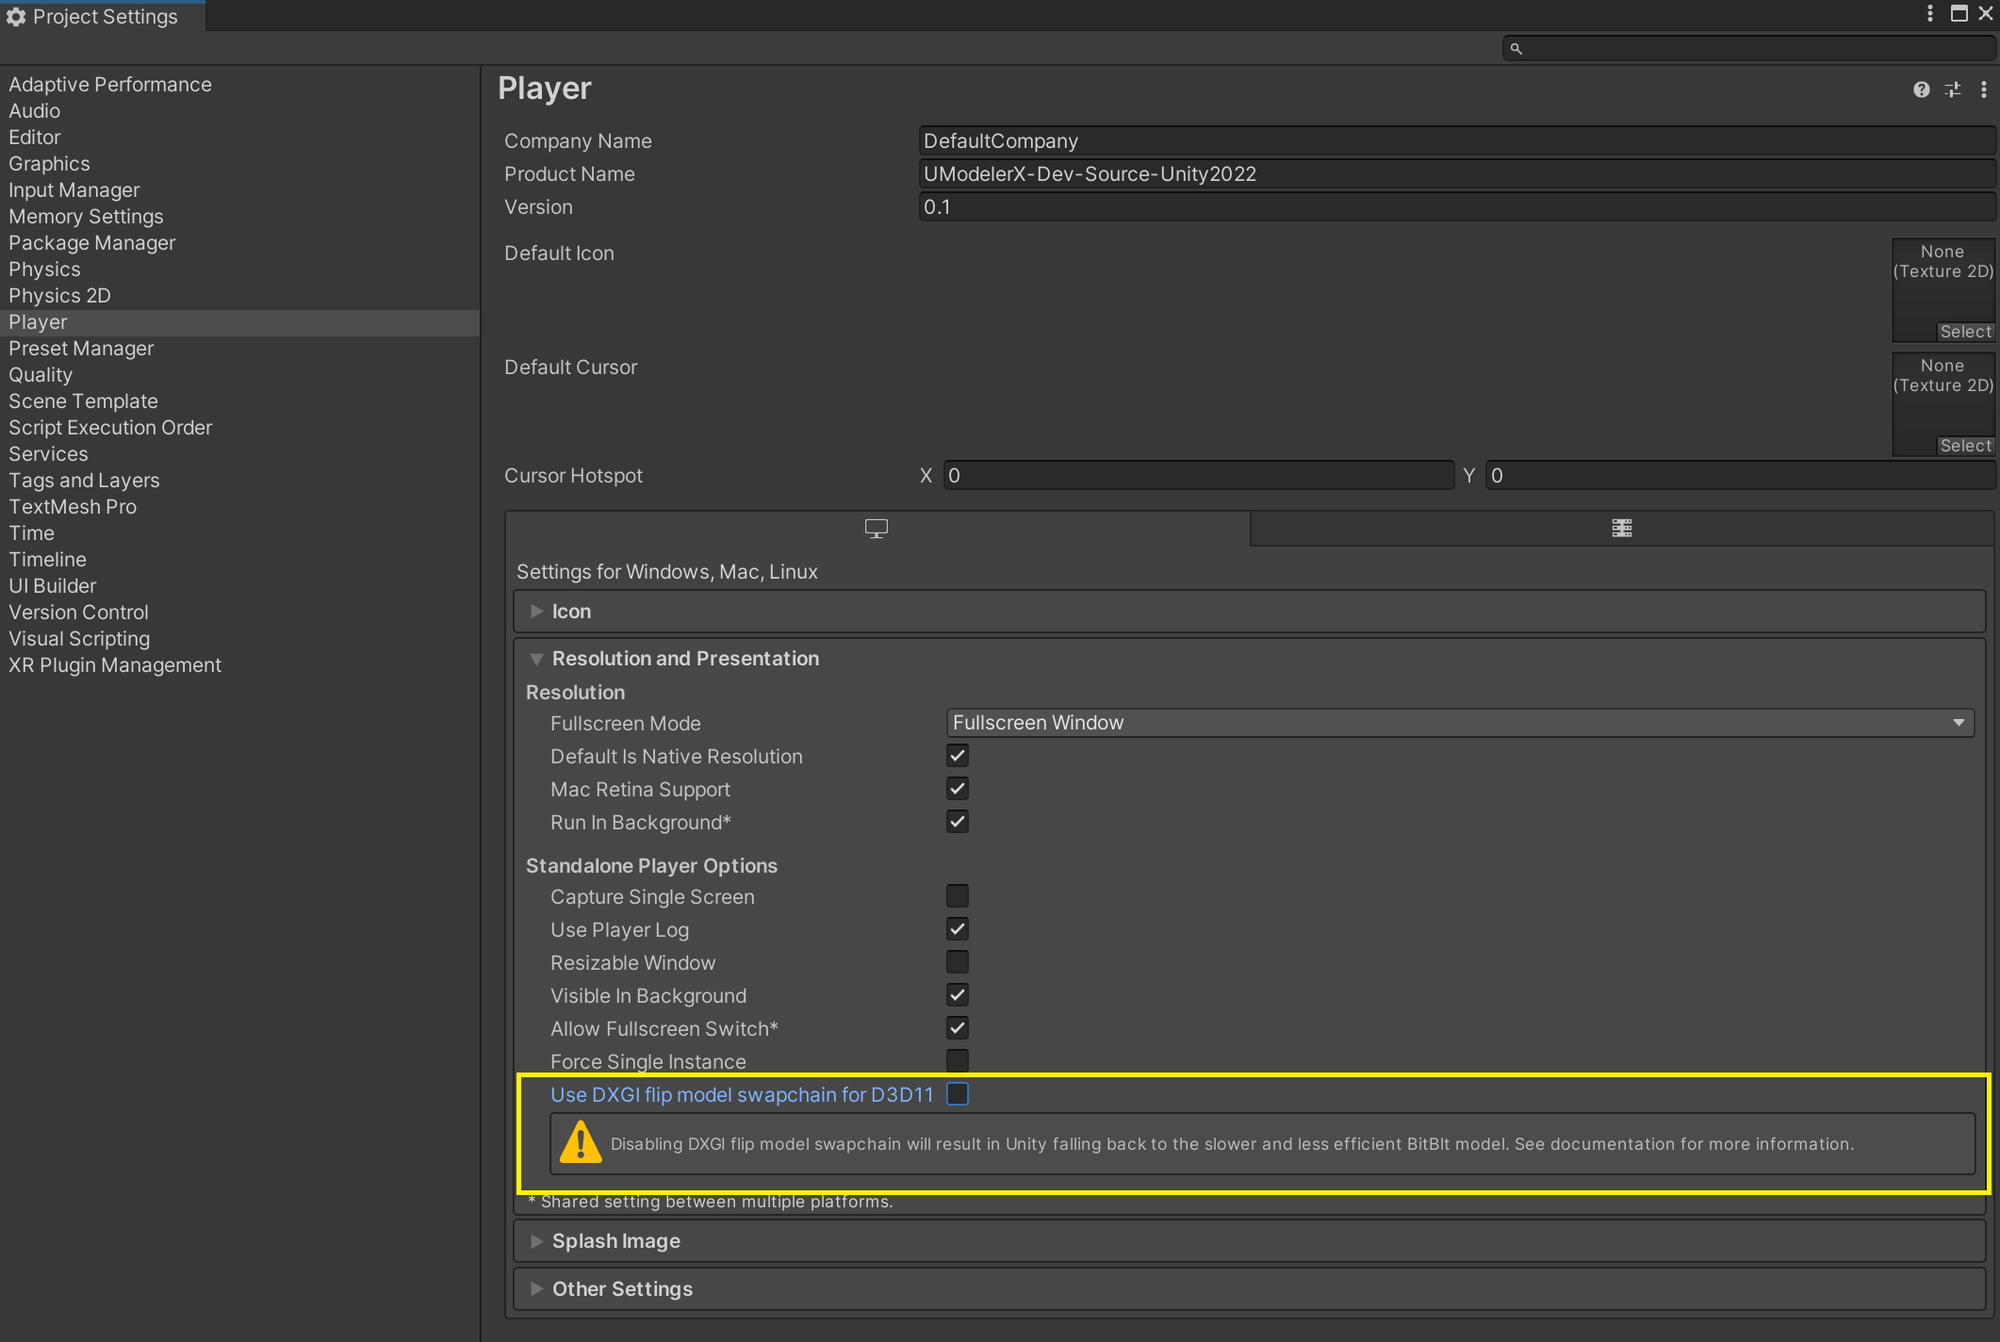 Project Settings
Adaptive Performance
Audio
Editor
Graphics
Input Manager
Memory Settings
Package Manager
Physics
Physics 2D
Player
Preset Manager
Quality
Scene Template
Script Execution Order
Services
Tags and Layers
TextMesh Pro
Time
Timeline
UI Builder
Version Control
Visual Scripting
XR Plugin Management
Player
Company Name DefaultCompany
Product Name UModelerX-Dev-Source-Unity2022
Version 0.1
Default Icon
None
(Texture 2D)
Select
Default Cursor
None
(Texture 2D)
Select
Cursor Hotspot X 0 Y 0
Settings for Windows, Mac, Linux
Icon
Resolution and Presentation
Resolution
Fullscreen Mode Fullscreen Window
Default Is Native Resolution
Mac Retina Support
Run In Background*
Standalone Player Options
Capture Single Screen
Use Player Log
Resizable Window
Visible In Background
Allow Fullscreen Switch*
Force Single Instance
Use DXGI flip model swapchain for D3D11
Disabling DXGI flip model swapchain will result in Unity falling back to the slower and less efficient BitBlt model. See documentation for more information.
* Shared setting between multiple platforms.
Splash Image
Other Settings